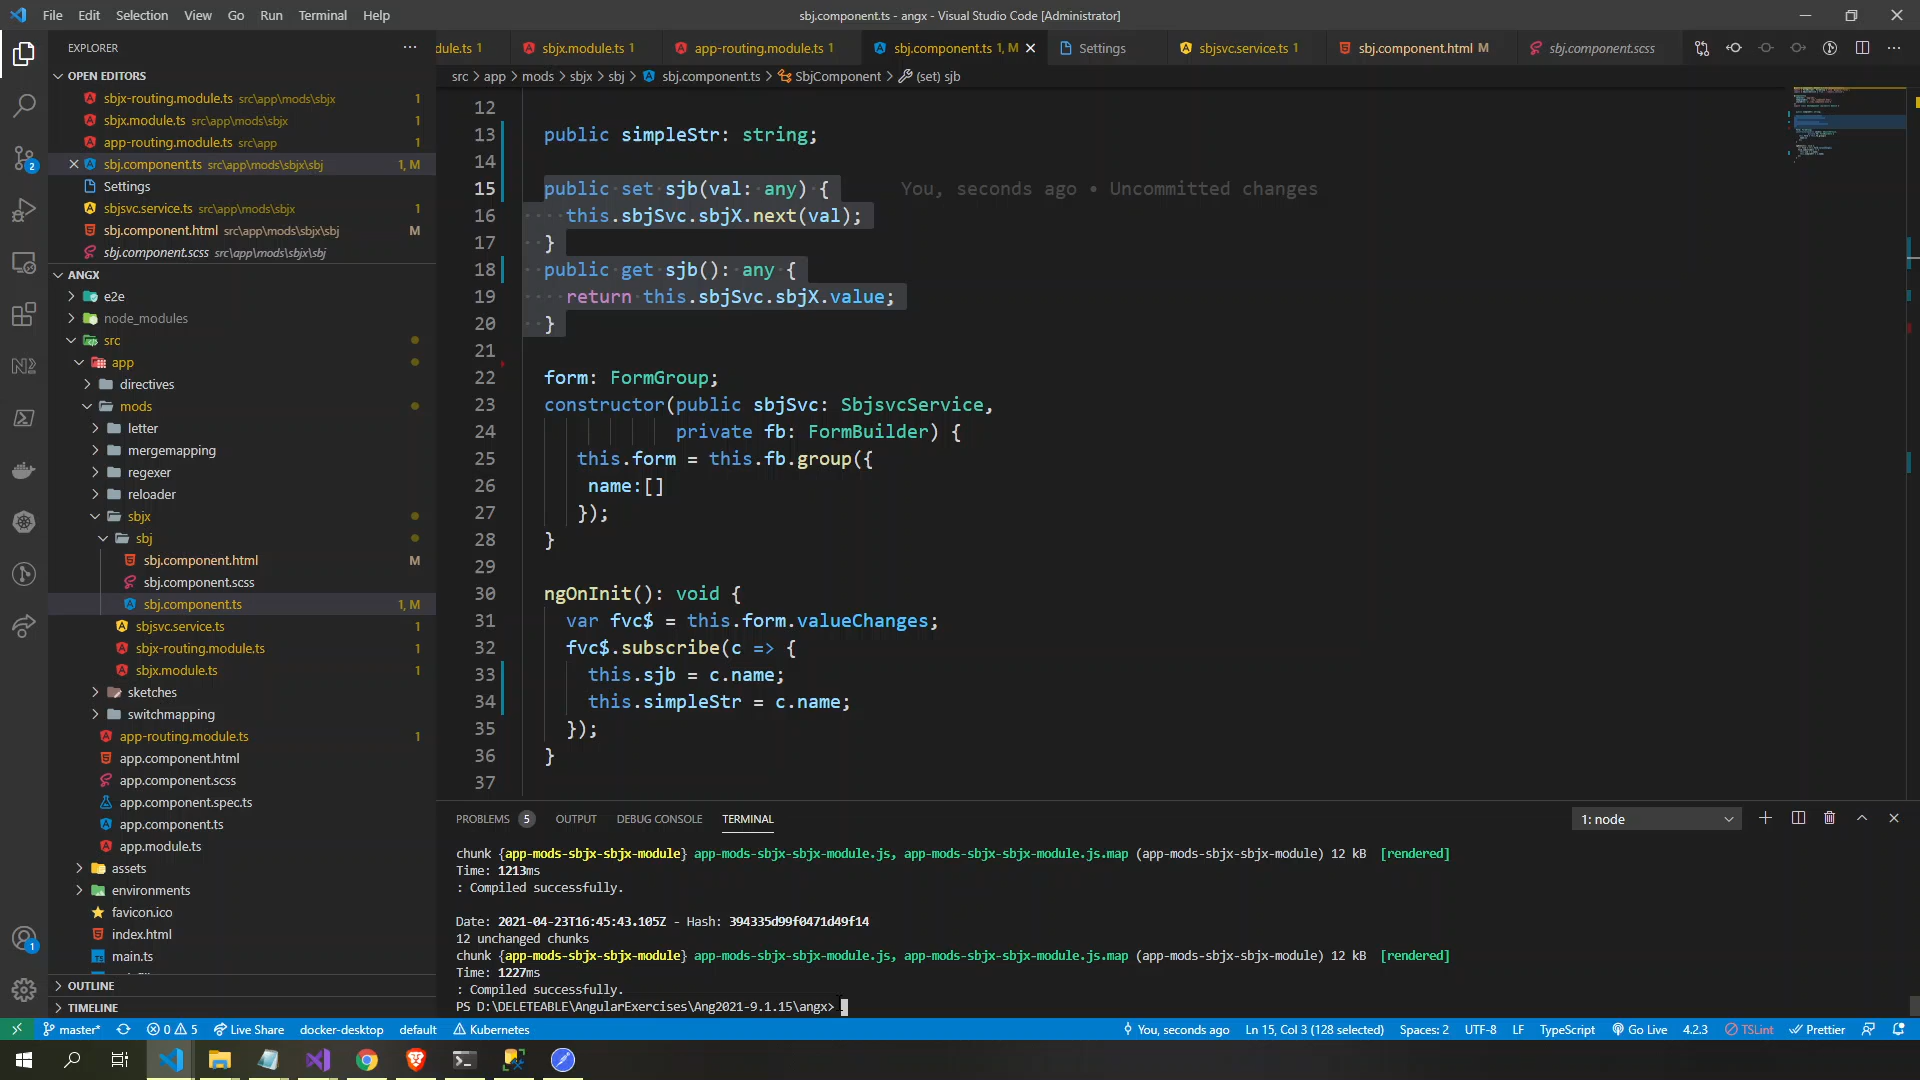 File Edit Selection View Go Run Terminal Help
sbj.component.ts - angx - Visual Studio Code [Administrator]
EXPLORER
dule.ts 1
sbjx.module.ts 1
app-routing.module.ts 1
sbj.component.ts 1, M
Settings
sbjsvc.service.ts 1
sbj.component.html M
sbj.component.scss
src > app > mods > sbjx > sbj > sbj.component.ts > SbjComponent > (set) sjb
OPEN EDITORS
sbjx-routing.module.ts src\app\mods\sbjx 1
sbjx.module.ts src\app\mods\sbjx 1
app-routing.module.ts src\app 1
sbj.component.ts src\app\mods\sbjx\sbj 1, M
Settings
sbjsvc.service.ts src\app\mods\sbjx 1
sbj.component.html src\app\mods\sbjx\sbj M
sbj.component.scss src\app\mods\sbjx\sbj
ANGX
e2e
node_modules
src
app
directives
mods
letter
mergemapping
regexer
reloader
sbjx
sbj
sbj.component.html M
sbj.component.scss
sbj.component.ts 1, M
sbjsvc.service.ts 1
sbjx-routing.module.ts 1
sbjx.module.ts 1
sketches
switchmapping
app-routing.module.ts 1
app.component.html
app.component.scss
app.component.spec.ts
app.component.ts
app.module.ts
assets
environments
favicon.ico
index.html
main.ts
OUTLINE
TIMELINE
12
13 public simpleStr: string;
14
15 public set sjb(val: any) { You, seconds ago • Uncommitted changes
16 this.sbjSvc.sbjX.next(val);
17 }
18 public get sjb(): any {
19 return this.sbjSvc.sbjX.value;
20 }
21
22 form: FormGroup;
23 constructor(public sbjSvc: SbjsvcService,
24 private fb: FormBuilder) {
25 this.form = this.fb.group({
26 name:[]
27 });
28 }
29
30 ngOnInit(): void {
31 var fvc$ = this.form.valueChanges;
32 fvc$.subscribe(c => {
33 this.sjb = c.name;
34 this.simpleStr = c.name;
35 });
36 }
37
PROBLEMS 5 OUTPUT DEBUG CONSOLE TERMINAL 1: node
chunk {app-mods-sbjx-sbjx-module} app-mods-sbjx-sbjx-module.js, app-mods-sbjx-sbjx-module.js.map (app-mods-sbjx-sbjx-module) 12 kB [rendered]
Time: 1213ms
: Compiled successfully.
Date: 2021-04-23T16:45:43.105Z - Hash: 394335d99f0471d49f14
12 unchanged chunks
chunk {app-mods-sbjx-sbjx-module} app-mods-sbjx-sbjx-module.js, app-mods-sbjx-sbjx-module.js.map (app-mods-sbjx-sbjx-module) 12 kB [rendered]
Time: 1227ms
: Compiled successfully.
PS D:\DELETEABLE\AngularExercises\Ang2021-9.1.15\angx>
master* 0 5 Live Share docker-desktop default Kubernetes You, seconds ago Ln 15, Col 3 (128 selected) Spaces: 2 UTF-8 LF TypeScript Go Live 4.2.3 TSLint Prettier